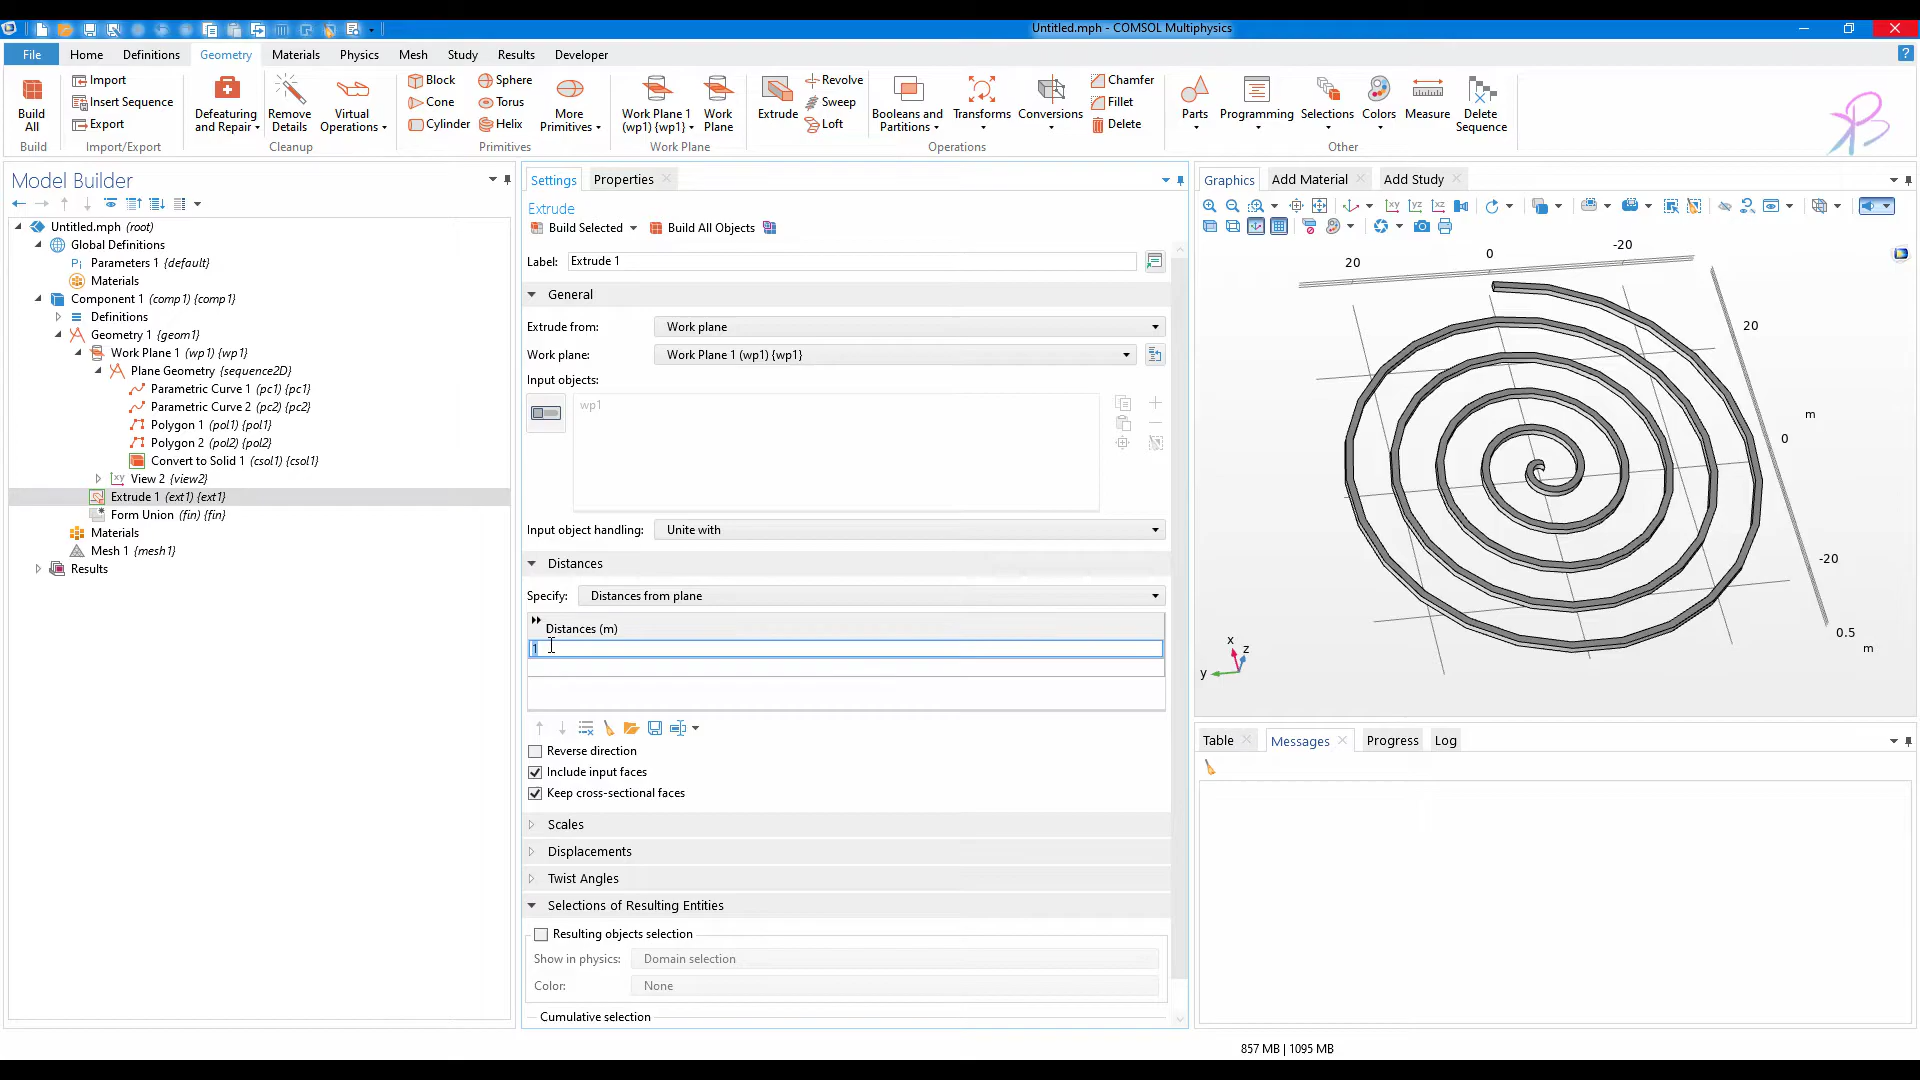 Untitled.mph - COMSOL Multiphysics
File Home Definitions Geometry Materials Physics Mesh Study Results Developer
Build All
Build
Import
Insert Sequence
Export
Import/Export
Defeaturing and Repair
Remove Details
Virtual Operations
Cleanup
Block
Cone
Cylinder
Sphere
Torus
Helix
More Primitives
Primitives
Work Plane 1 (wp1) {wp1}
Work Plane
Work Plane
Extrude
Revolve
Sweep
Loft
Booleans and Partitions
Transforms
Conversions
Chamfer
Fillet
Delete
Operations
Parts
Programming
Selections
Colors
Measure
Delete Sequence
Other
Model Builder
Untitled.mph (root)
Global Definitions
Pi Parameters 1 {default}
Materials
Component 1 (comp1) {comp1}
Definitions
Geometry 1 {geom1}
Work Plane 1 (wp1) {wp1}
Plane Geometry {sequence2D}
Parametric Curve 1 (pc1) {pc1}
Parametric Curve 2 (pc2) {pc2}
Polygon 1 (pol1) {pol1}
Polygon 2 (pol2) {pol2}
Convert to Solid 1 (csol1) {csol1}
xy View 2 {view2}
Extrude 1 (ext1) {ext1}
Form Union (fin) {fin}
Materials
Mesh 1 {mesh1}
Results
Settings Properties
Extrude
Build Selected Build All Objects
Label: Extrude 1
General
Extrude from: Work plane
Work plane: Work Plane 1 (wp1) {wp1}
Input objects:
wp1
Input object handling: Unite with
Distances
Specify: Distances from plane
Distances (m)
1
Reverse direction
Include input faces
Keep cross-sectional faces
Scales
Displacements
Twist Angles
Selections of Resulting Entities
Resulting objects selection
Show in physics: Domain selection
Color: None
Cumulative selection
Graphics Add Material Add Study
xy yz xz
20 0 -20
20
m
0
-20
0.5
m
x
z
y
Table Messages Progress Log
857 MB | 1095 MB